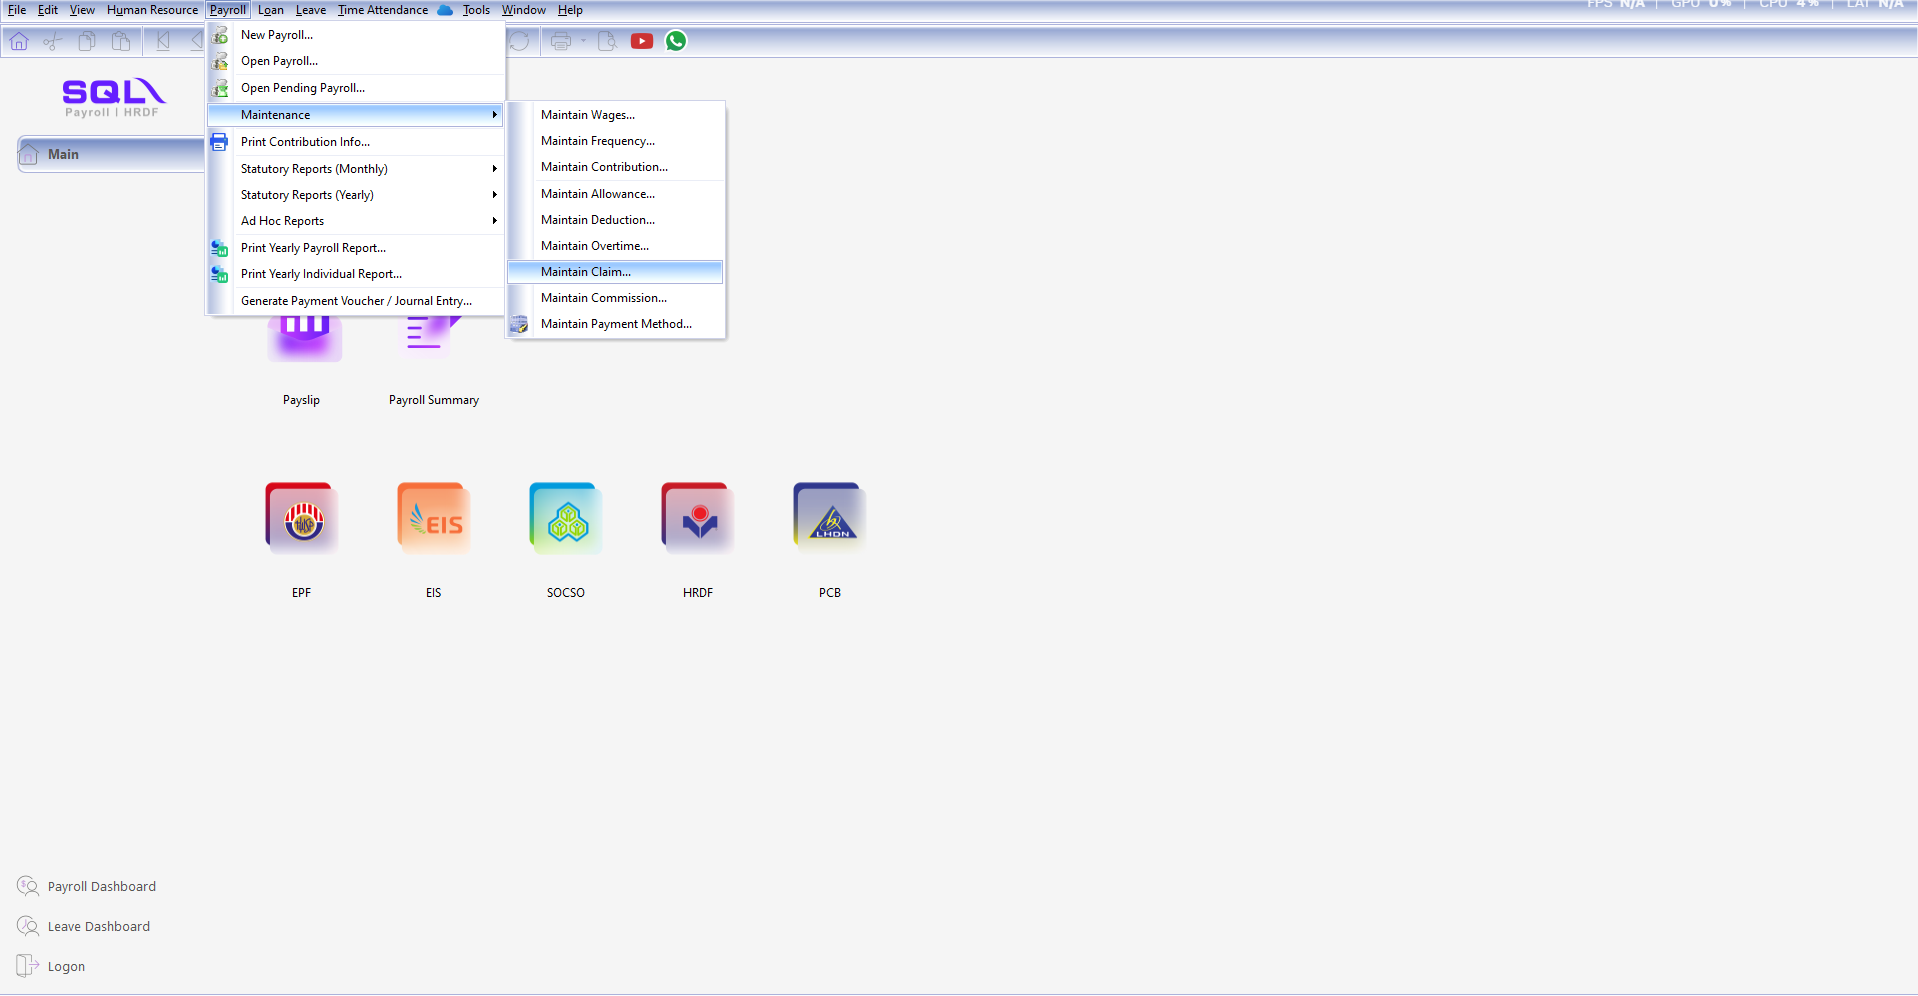 File Edit View Human Resource Payroll Loan Leave Time Attendance Tools Window Help
FPS N/A | GPU 0% | CPU 4% | LAT N/A
SQL
Payroll | HRDF
Main
New Payroll...
Open Payroll...
Open Pending Payroll...
Maintenance
Print Contribution Info...
Statutory Reports (Monthly)
Statutory Reports (Yearly)
Ad Hoc Reports
Print Yearly Payroll Report...
Print Yearly Individual Report...
Generate Payment Voucher / Journal Entry...
Maintain Wages...
Maintain Frequency...
Maintain Contribution...
Maintain Allowance...
Maintain Deduction...
Maintain Overtime...
Maintain Claim...
Maintain Commission...
Maintain Payment Method...
Payslip
Payroll Summary
KWSP
EIS
LHDN
EPF
EIS
SOCSO
HRDF
PCB
Payroll Dashboard
Leave Dashboard
Logon